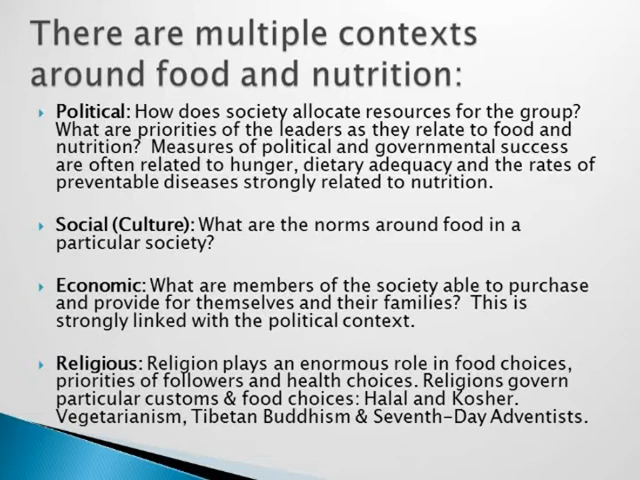 There are multiple contexts
around food and nutrition:
Political: How does society allocate resources for the group?
What are priorities of the leaders as they relate to food and
nutrition? Measures of political and governmental success
are often related to hunger, dietary adequacy and the rates of
preventable diseases strongly related to nutrition.
Social (Culture): What are the norms around food in a
particular society?
Economic: What are members of the society able to purchase
and provide for themselves and their families? This is
strongly linked with the political context.
Religious: Religion plays an enormous role in food choices,
priorities of followers and health choices. Religions govern
particular customs & food choices: Halal and Kosher.
Vegetarianism, Tibetan Buddhism & Seventh-Day Adventists.